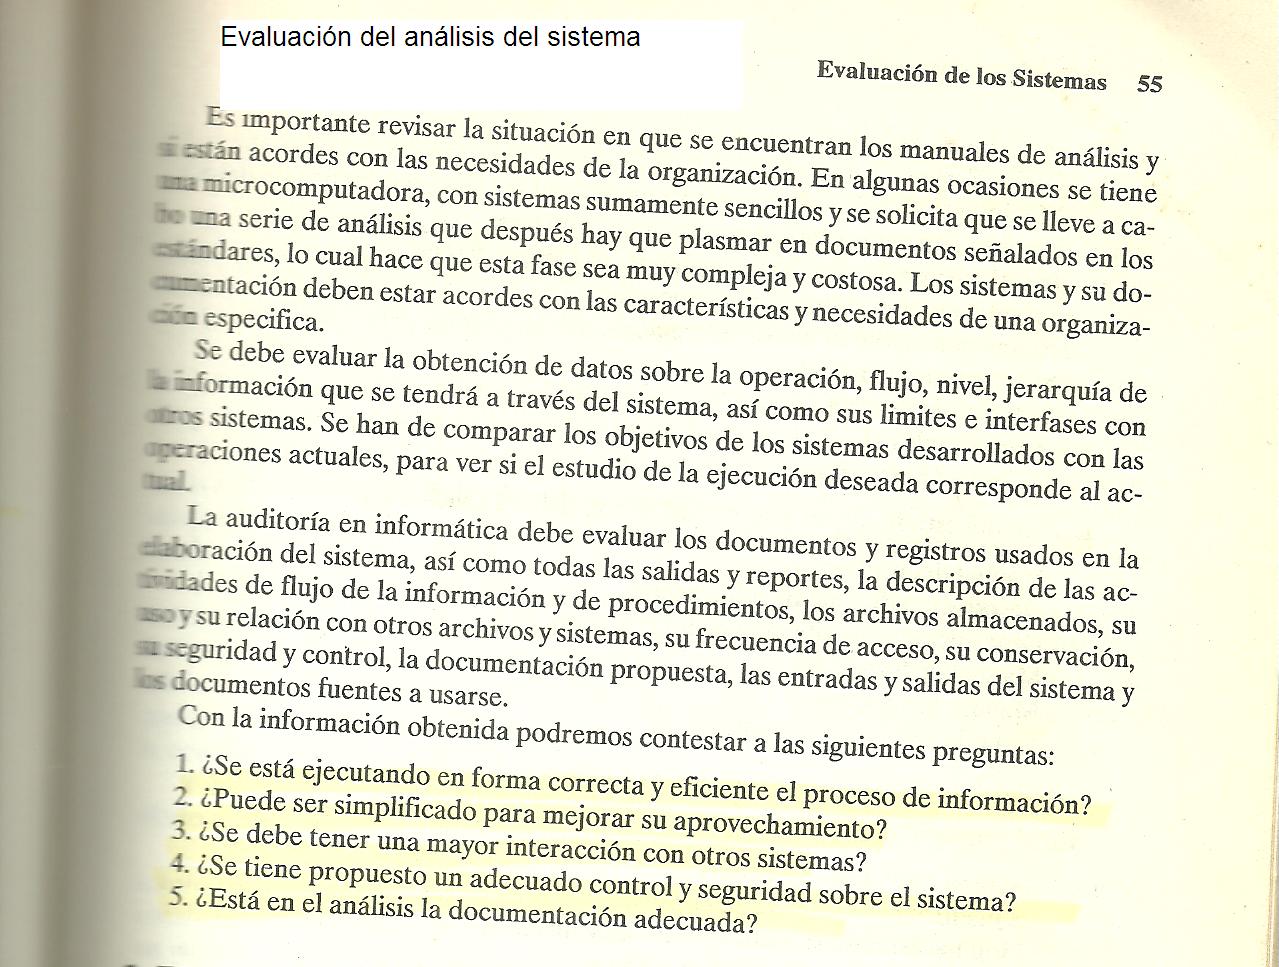 Evaluación del análisis del sistema
Evaluación de los Sistemas 55
Es importante revisar la situación en que se encuentran los manuales de análisis y
si están acordes con las necesidades de la organización. En algunas ocasiones se tiene
una microcomputadora, con sistemas sumamente sencillos y se solicita que se lleve a ca-
bo una serie de análisis que después hay que plasmar en documentos señalados en los
estándares, lo cual hace que esta fase sea muy compleja y costosa. Los sistemas y su do-
cumentación deben estar acordes con las características y necesidades de una organiza-
ción especifica.
Se debe evaluar la obtención de datos sobre la operación, flujo, nivel, jerarquía de
la información que se tendrá a través del sistema, así como sus limites e interfases con
otros sistemas. Se han de comparar los objetivos de los sistemas desarrollados con las
operaciones actuales, para ver si el estudio de la ejecución deseada corresponde al ac-
tual.
La auditoría en informática debe evaluar los documentos y registros usados en la
elaboración del sistema, así como todas las salidas y reportes, la descripción de las ac-
tividades de flujo de la información y de procedimientos, los archivos almacenados, su
uso y su relación con otros archivos y sistemas, su frecuencia de acceso, su conservación,
su seguridad y control, la documentación propuesta, las entradas y salidas del sistema y
los documentos fuentes a usarse.
Con la información obtenida podremos contestar a las siguientes preguntas:
1. ¿Se está ejecutando en forma correcta y eficiente el proceso de información?
2. ¿Puede ser simplificado para mejorar su aprovechamiento?
3. ¿Se debe tener una mayor interacción con otros sistemas?
4. ¿Se tiene propuesto un adecuado control y seguridad sobre el sistema?
5. ¿Está en el análisis la documentación adecuada?